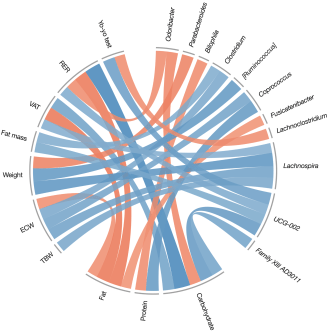 Odoribacter
Parabacteroides
Bilophila
Clostridium
[Ruminococcus]
Coprococcus
Fusicatenibacter
Lachnoclostridium
Lachnospira
UCG-002
Family XIII AD3011
Carbohydrate
Protein
Fat
TBW
ECW
Weight
Fat mass
VAT
RER
Yo-yo test